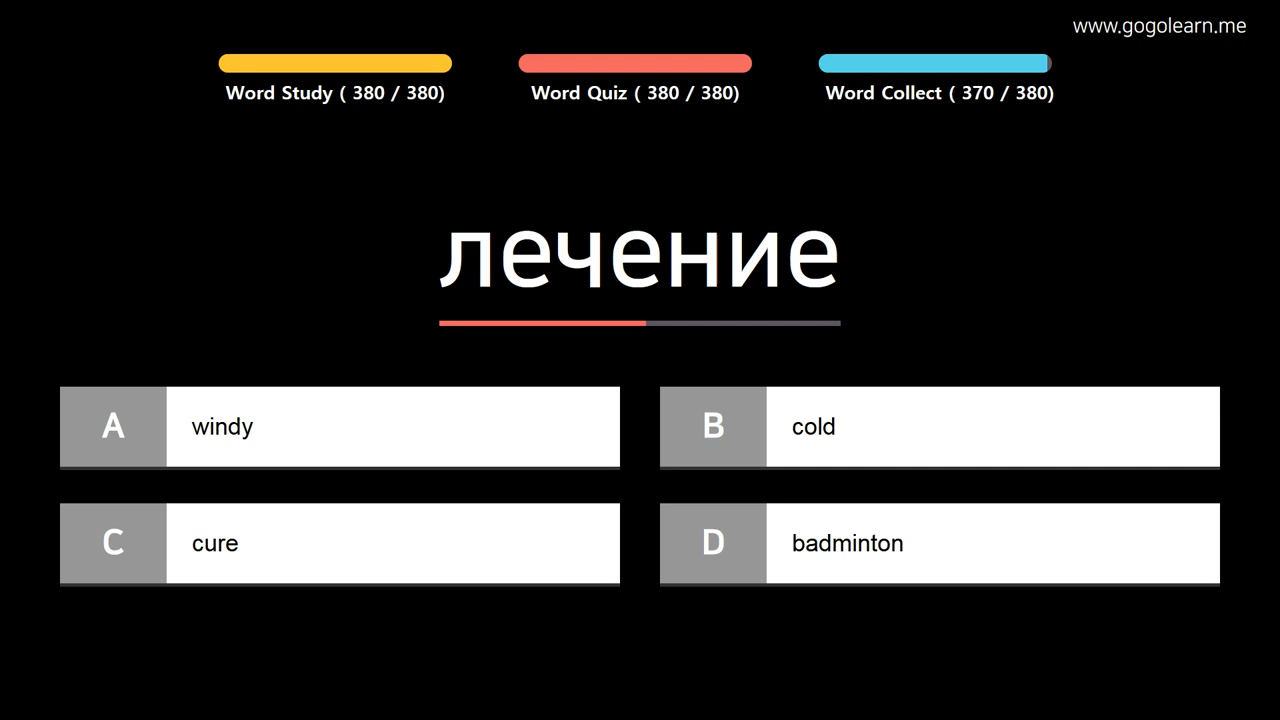 www.gogolearn.me
Word Study ( 380 / 380)
Word Quiz ( 380 / 380)
Word Collect ( 370 / 380)
лечение
A windy
B cold
C cure
D badminton